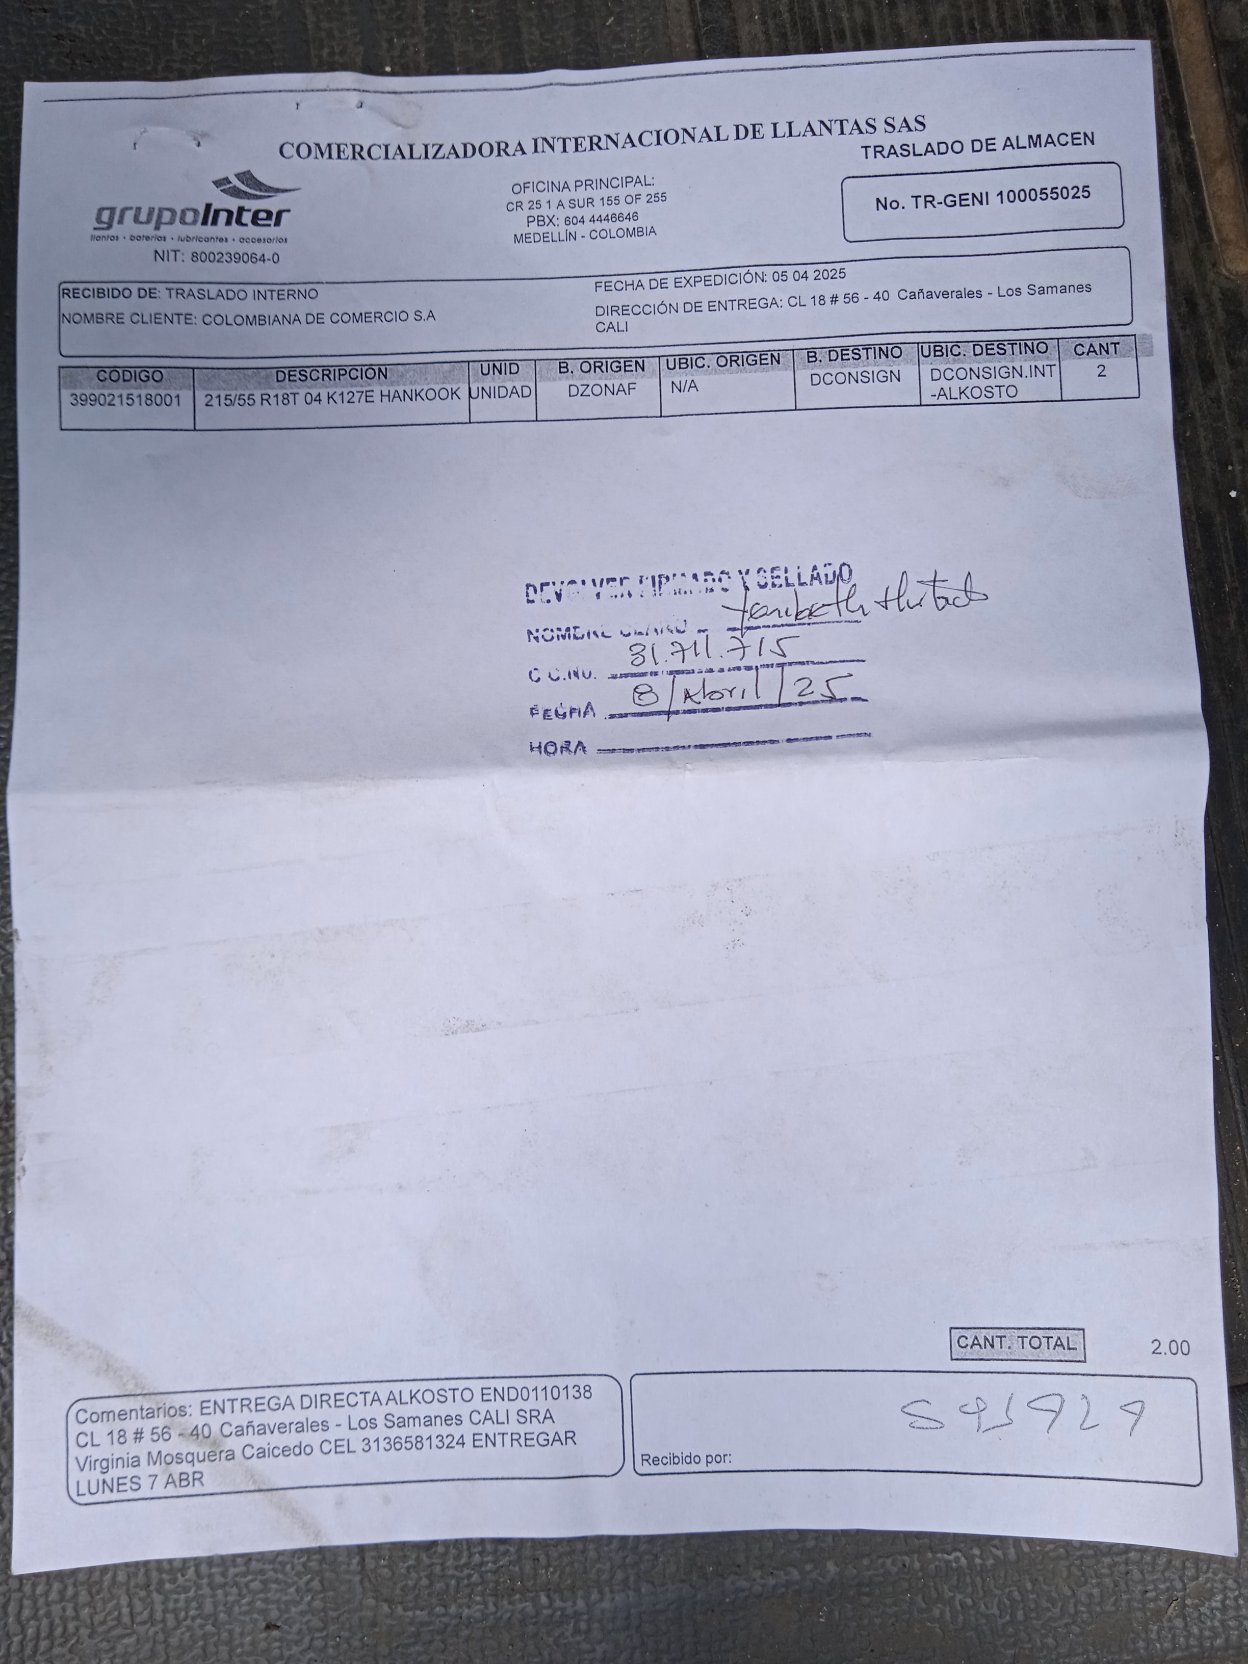 COMERCIALIZADORA INTERNACIONAL DE LLANTAS SAS
TRASLADO DE ALMACEN
grupoInter
llantas • baterías • lubricantes • accesorios
NIT: 800239064-0
OFICINA PRINCIPAL:
CR 25 1 A SUR 155 OF 255
PBX: 604 4446646
MEDELLÍN - COLOMBIA
No. TR-GENI 100055025
RECIBIDO DE: TRASLADO INTERNO
NOMBRE CLIENTE: COLOMBIANA DE COMERCIO S.A
FECHA DE EXPEDICIÓN: 05 04 2025
DIRECCIÓN DE ENTREGA: CL 18 # 56 - 40 Cañaverales - Los Samanes
CALI
CÓDIGO DESCRIPCIÓN UNID B. ORIGEN UBIC. ORIGEN B. DESTINO UBIC. DESTINO CANT
399021518001 215/55 R18T 04 K127E HANKOOK UNIDAD DZONAF N/A DCONSIGN DCONSIGN.INT 2
-ALKOSTO
DEVOLVER FIRMADO Y SELLADO
NOMBRE CLARO Hurtado
C.C.No. 31.711.715
FECHA 8/Abril/25
HORA
CANT. TOTAL 2.00
Comentarios: ENTREGA DIRECTA ALKOSTO END0110138
CL 18 # 56 - 40 Cañaverales - Los Samanes CALI SRA
Virginia Mosquera Caicedo CEL 3136581324 ENTREGAR
LUNES 7 ABR
Recibido por: